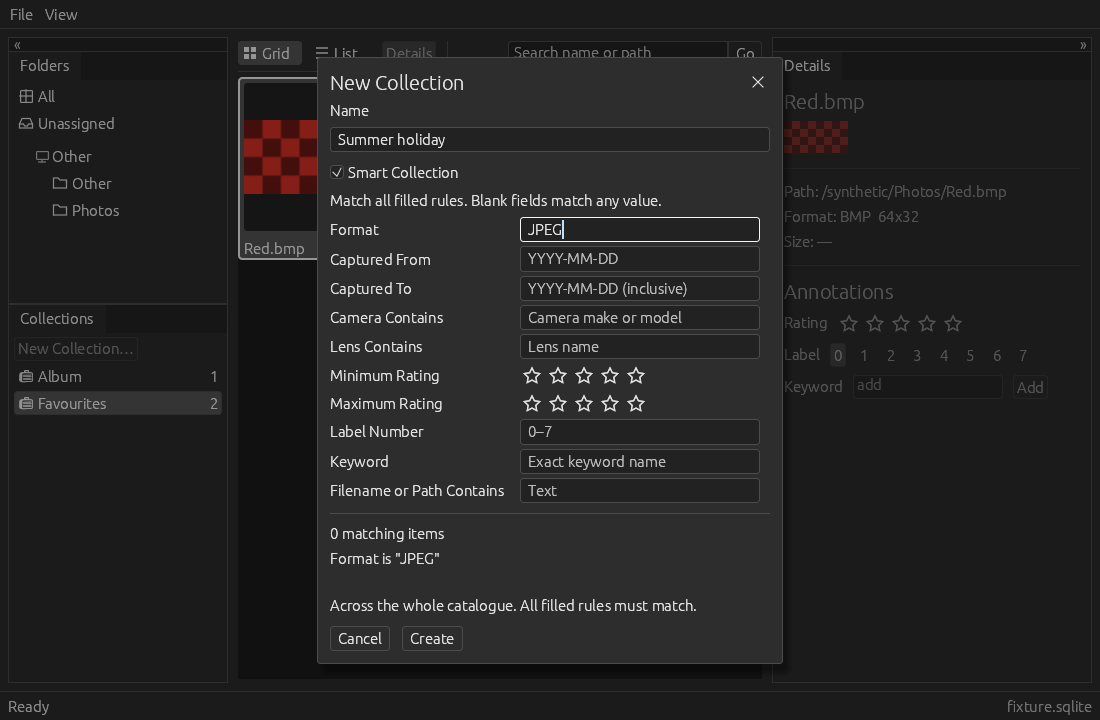 File View
«
Folders
All
Unassigned
Other
Other
Photos
Collections
New Collection...
Album 1
Favourites 2
Grid List Details Search name or path Go
Red.bmp
New Collection
Name
Summer holiday
Smart Collection
Match all filled rules. Blank fields match any value.
Format JPEG
Captured From YYYY-MM-DD
Captured To YYYY-MM-DD (inclusive)
Camera Contains Camera make or model
Lens Contains Lens name
Minimum Rating
Maximum Rating
Label Number 0–7
Keyword Exact keyword name
Filename or Path Contains Text
0 matching items
Format is "JPEG"
Across the whole catalogue. All filled rules must match.
Cancel Create
»
Details
Red.bmp
Path: /synthetic/Photos/Red.bmp
Format: BMP 64x32
Size: —
Annotations
Rating
Label 0 1 2 3 4 5 6 7
Keyword add Add
Ready fixture.sqlite